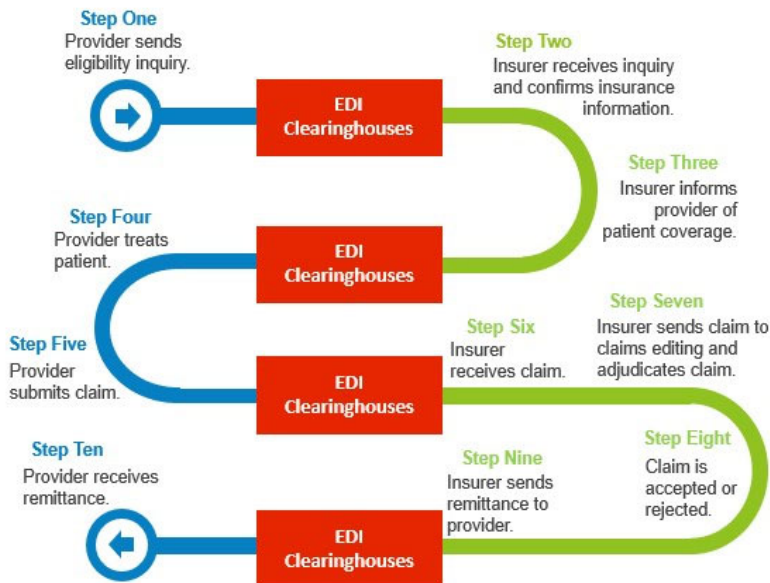 Step One
Provider sends
eligibility inquiry.
EDI
Clearinghouses
Step Two
Insurer receives inquiry
and confirms insurance
information.
Step Three
Insurer informs
provider of
patient coverage.
EDI
Clearinghouses
Step Four
Provider treats
patient.
Step Five
Provider
submits claim.
EDI
Clearinghouses
Step Six
Insurer
receives claim.
Step Seven
Insurer sends claim to
claims editing and
adjudicates claim.
Step Eight
Claim is
accepted or
rejected.
Step Nine
Insurer sends
remittance to
provider.
EDI
Clearinghouses
Step Ten
Provider receives
remittance.